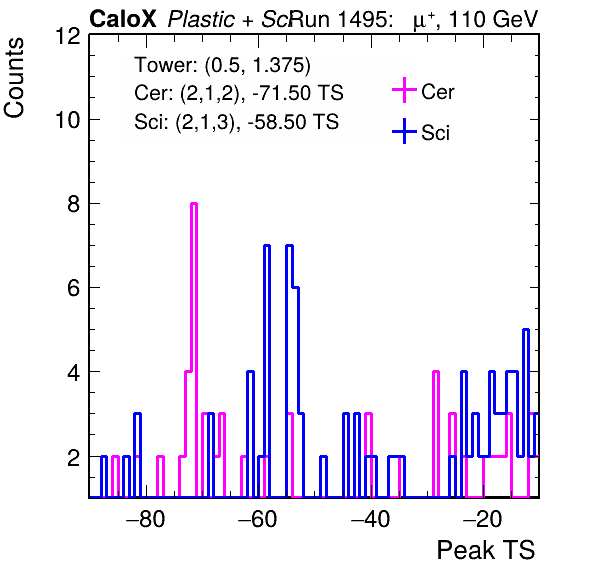 CaloX Plastic + Sci Run 1495: μ+, 110 GeV
Counts
12
10
8
6
4
2
Tower: (0.5, 1.375)
Cer: (2,1,2), -71.50 TS
Sci: (2,1,3), -58.50 TS
Cer
Sci
−80 −60 −40 −20
Peak TS